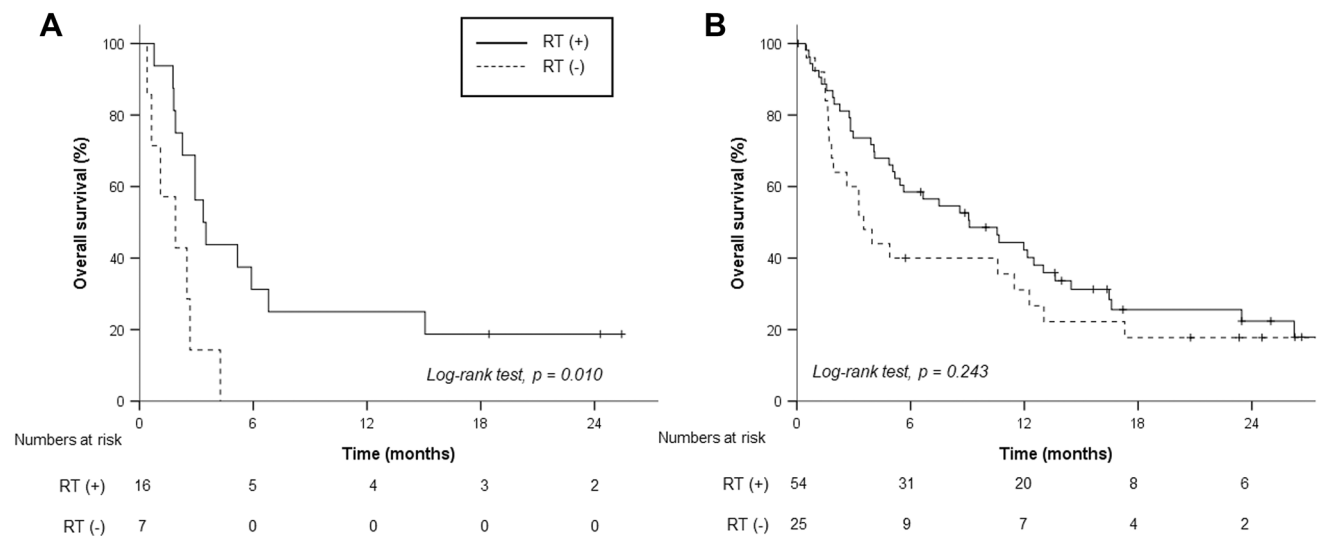 A
RT (+)
RT (-)
Overall survival (%)
100
80
60
40
20
0
Log-rank test, p = 0.010
0 6 12 18 24
Numbers at risk
Time (months)
RT (+) 16 5 4 3 2
RT (-) 7 0 0 0 0
B
Overall survival (%)
100
80
60
40
20
0
Log-rank test, p = 0.243
0 6 12 18 24
Numbers at risk
Time (months)
RT (+) 54 31 20 8 6
RT (-) 25 9 7 4 2